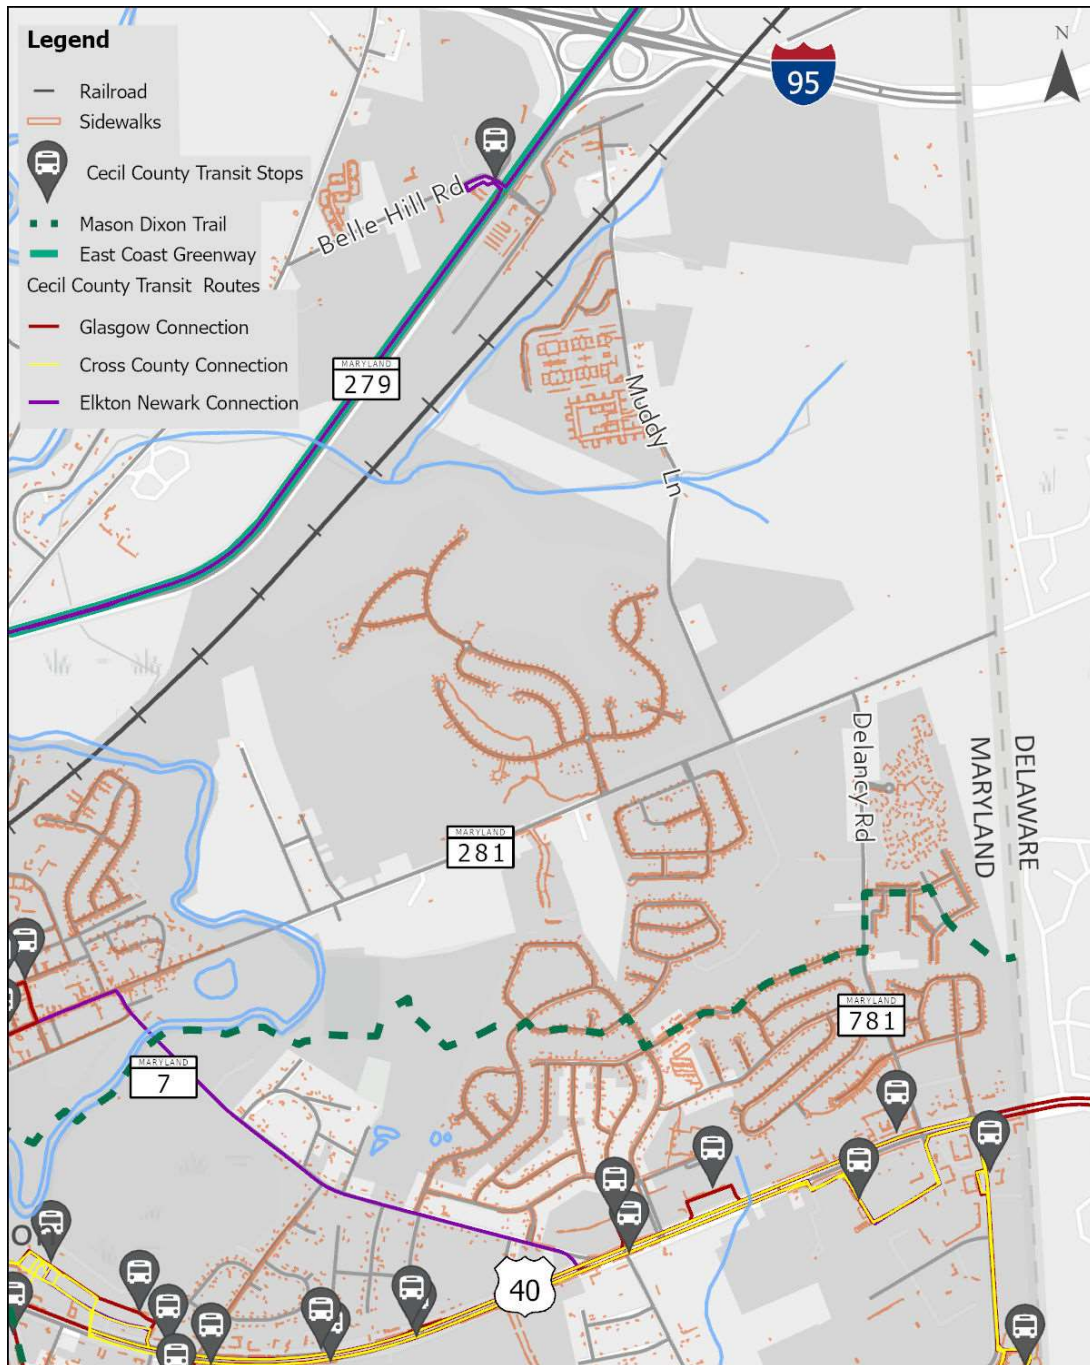 Legend
Railroad
Sidewalks
Cecil County Transit Stops
Mason Dixon Trail
East Coast Greenway
Cecil County Transit Routes
Glasgow Connection
Cross County Connection
Elkton Newark Connection
N
95
Belle Hill Rd
MARYLAND
279
Muddy Ln
Delancy Rd
DELAWARE
MARYLAND
MARYLAND
281
MARYLAND
781
MARYLAND
7
40